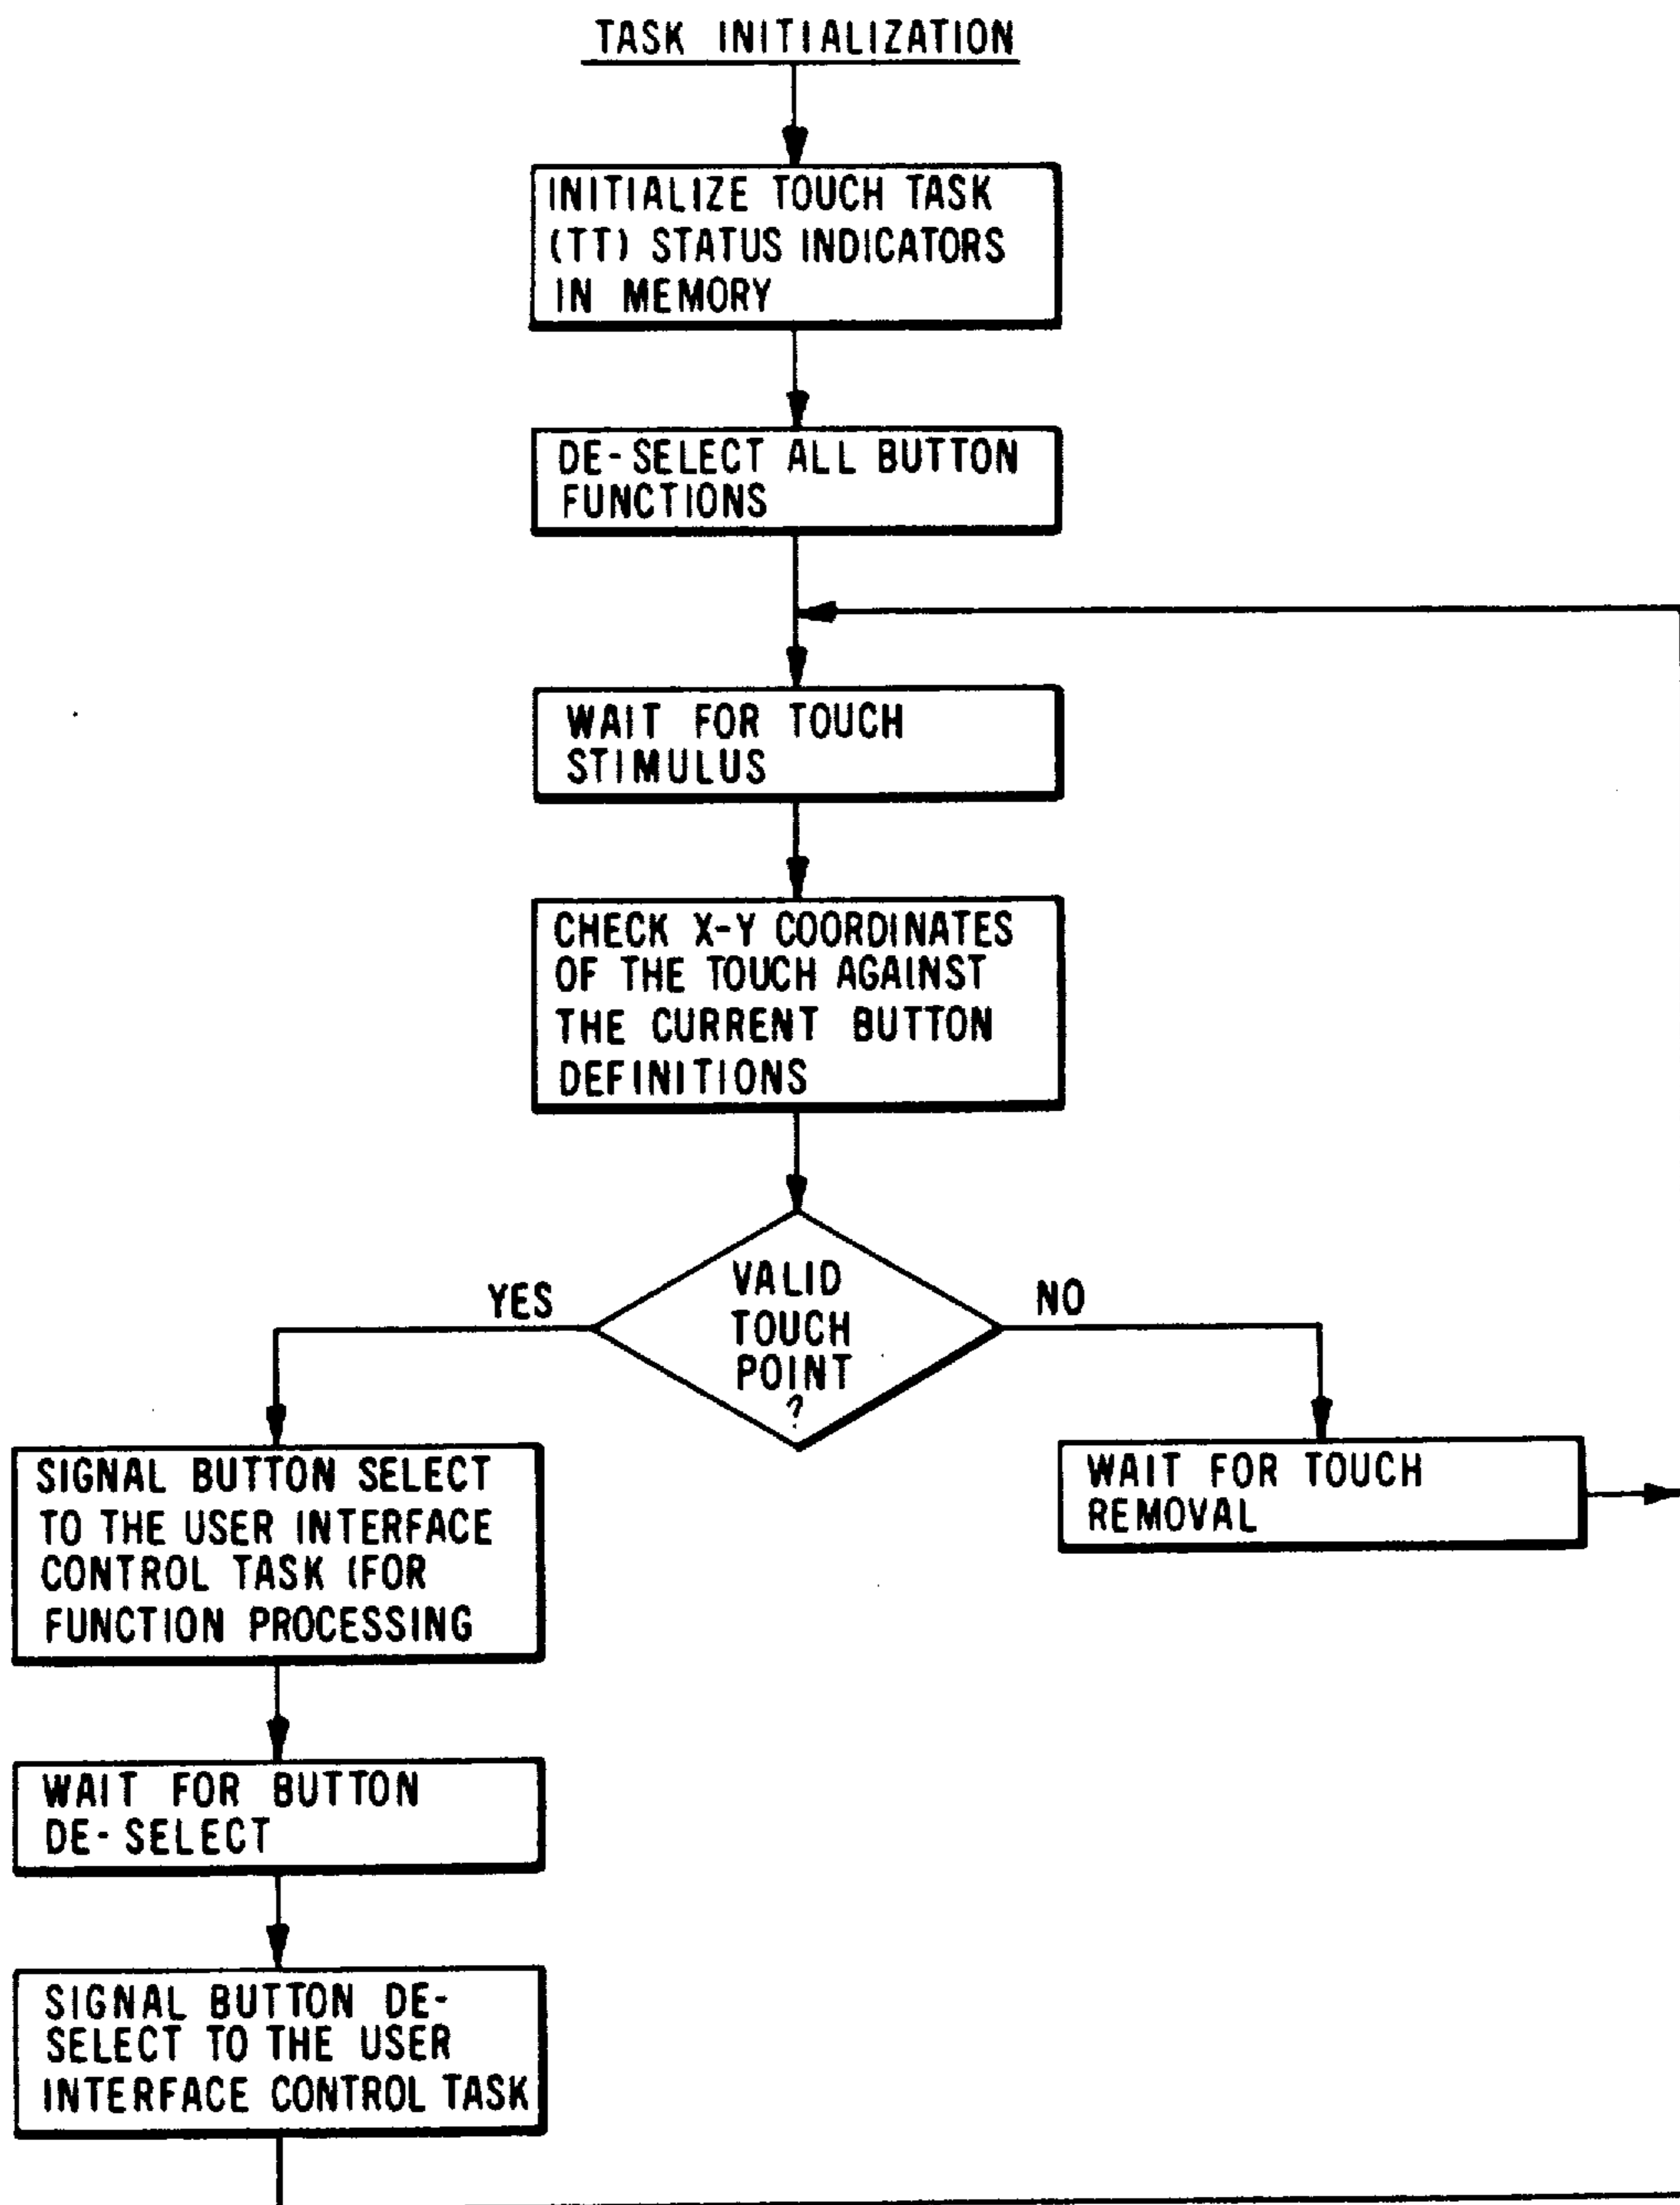 TASK INITIALIZATION
INITIALIZE TOUCH TASK
(TT) STATUS INDICATORS
IN MEMORY
DE-SELECT ALL BUTTON
FUNCTIONS
WAIT FOR TOUCH
STIMULUS
CHECK X-Y COORDINATES
OF THE TOUCH AGAINST
THE CURRENT BUTTON
DEFINITIONS
VALID
TOUCH
POINT
?
YES
NO
SIGNAL BUTTON SELECT
TO THE USER INTERFACE
CONTROL TASK (FOR
FUNCTION PROCESSING
WAIT FOR TOUCH
REMOVAL
WAIT FOR BUTTON
DE-SELECT
SIGNAL BUTTON DE-
SELECT TO THE USER
INTERFACE CONTROL TASK